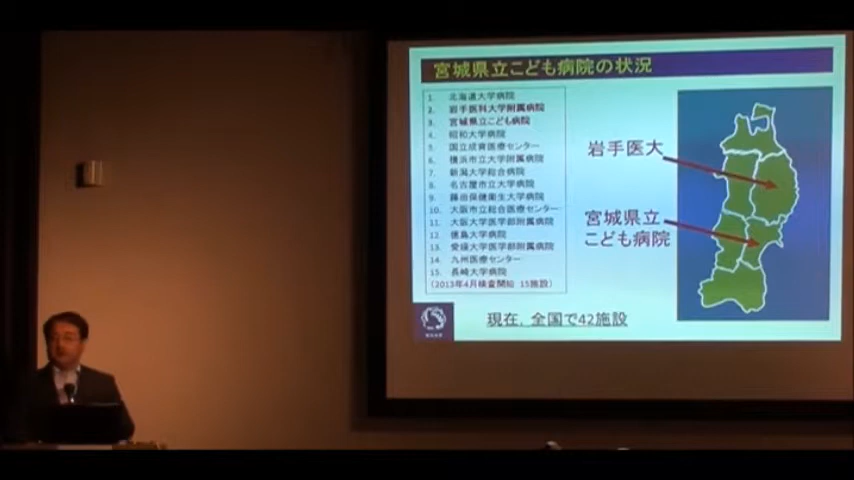 宮城県立こども病院の状況
1. 北海道大学病院
2. 岩手医科大学附属病院
3. 宮城県立こども病院
4. 昭和大学病院
5. 国立成育医療センター
6. 横浜市立大学附属病院
7. 新潟大学総合病院
8. 名古屋市立大学病院
9. 藤田保健衛生大学病院
10. 大阪市立総合医療センター
11. 大阪大学医学部附属病院
12. 徳島大学病院
13. 愛媛大学医学部附属病院
14. 九州医療センター
15. 長崎大学病院
(2013年4月検査開始 15施設)
岩手医大
宮城県立
こども病院
現在,全国で42施設